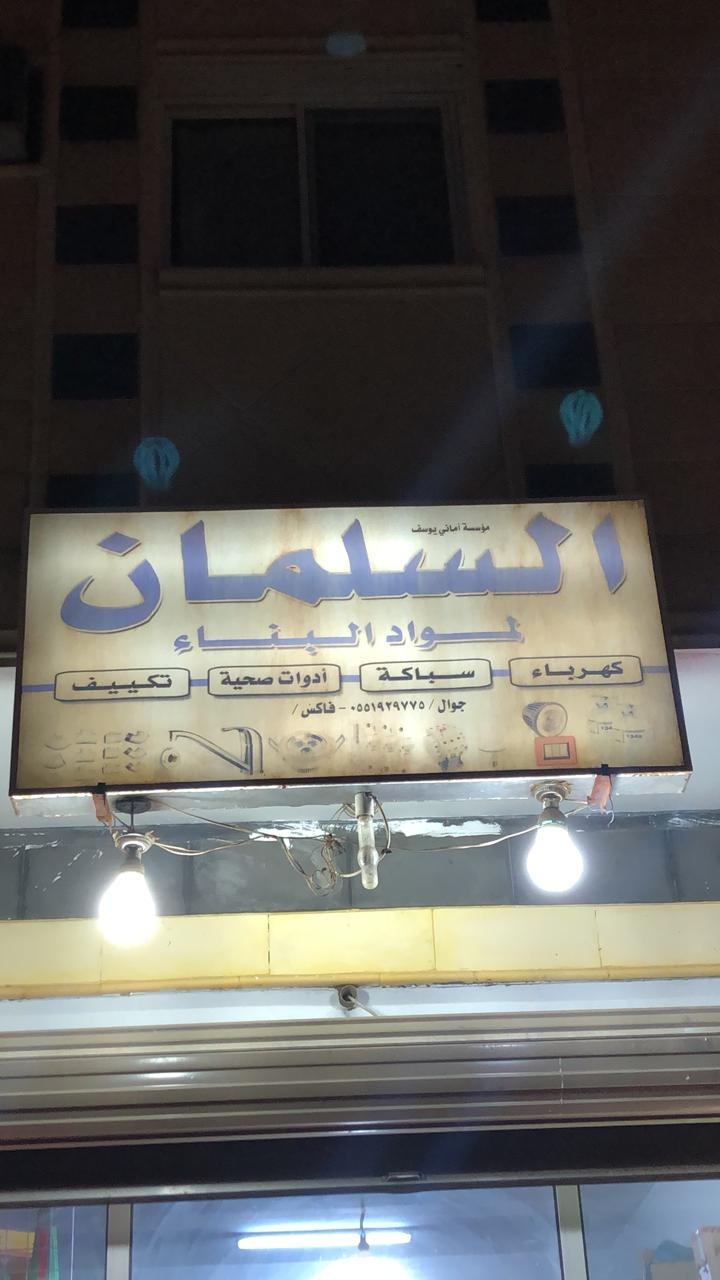 مؤسسة أماني يوسف
السلمان
لمواد البناء
كهرباء سباكة أدوات صحية تكييف
جوال / ٠٥٥١٩٢٩٧٧٥ - فاكس /